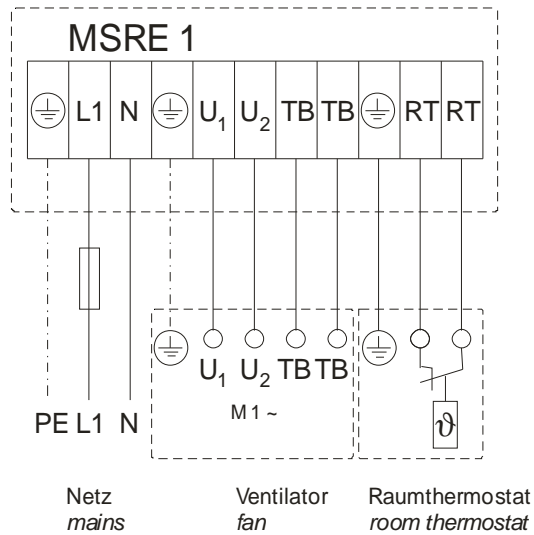 MSRE 1
L1 N U₁ U₂ TB TB RT RT
U₁ U₂ TB TB
M 1 ~
ϑ
PE L1 N
Netz Ventilator Raumthermostat
mains fan room thermostat